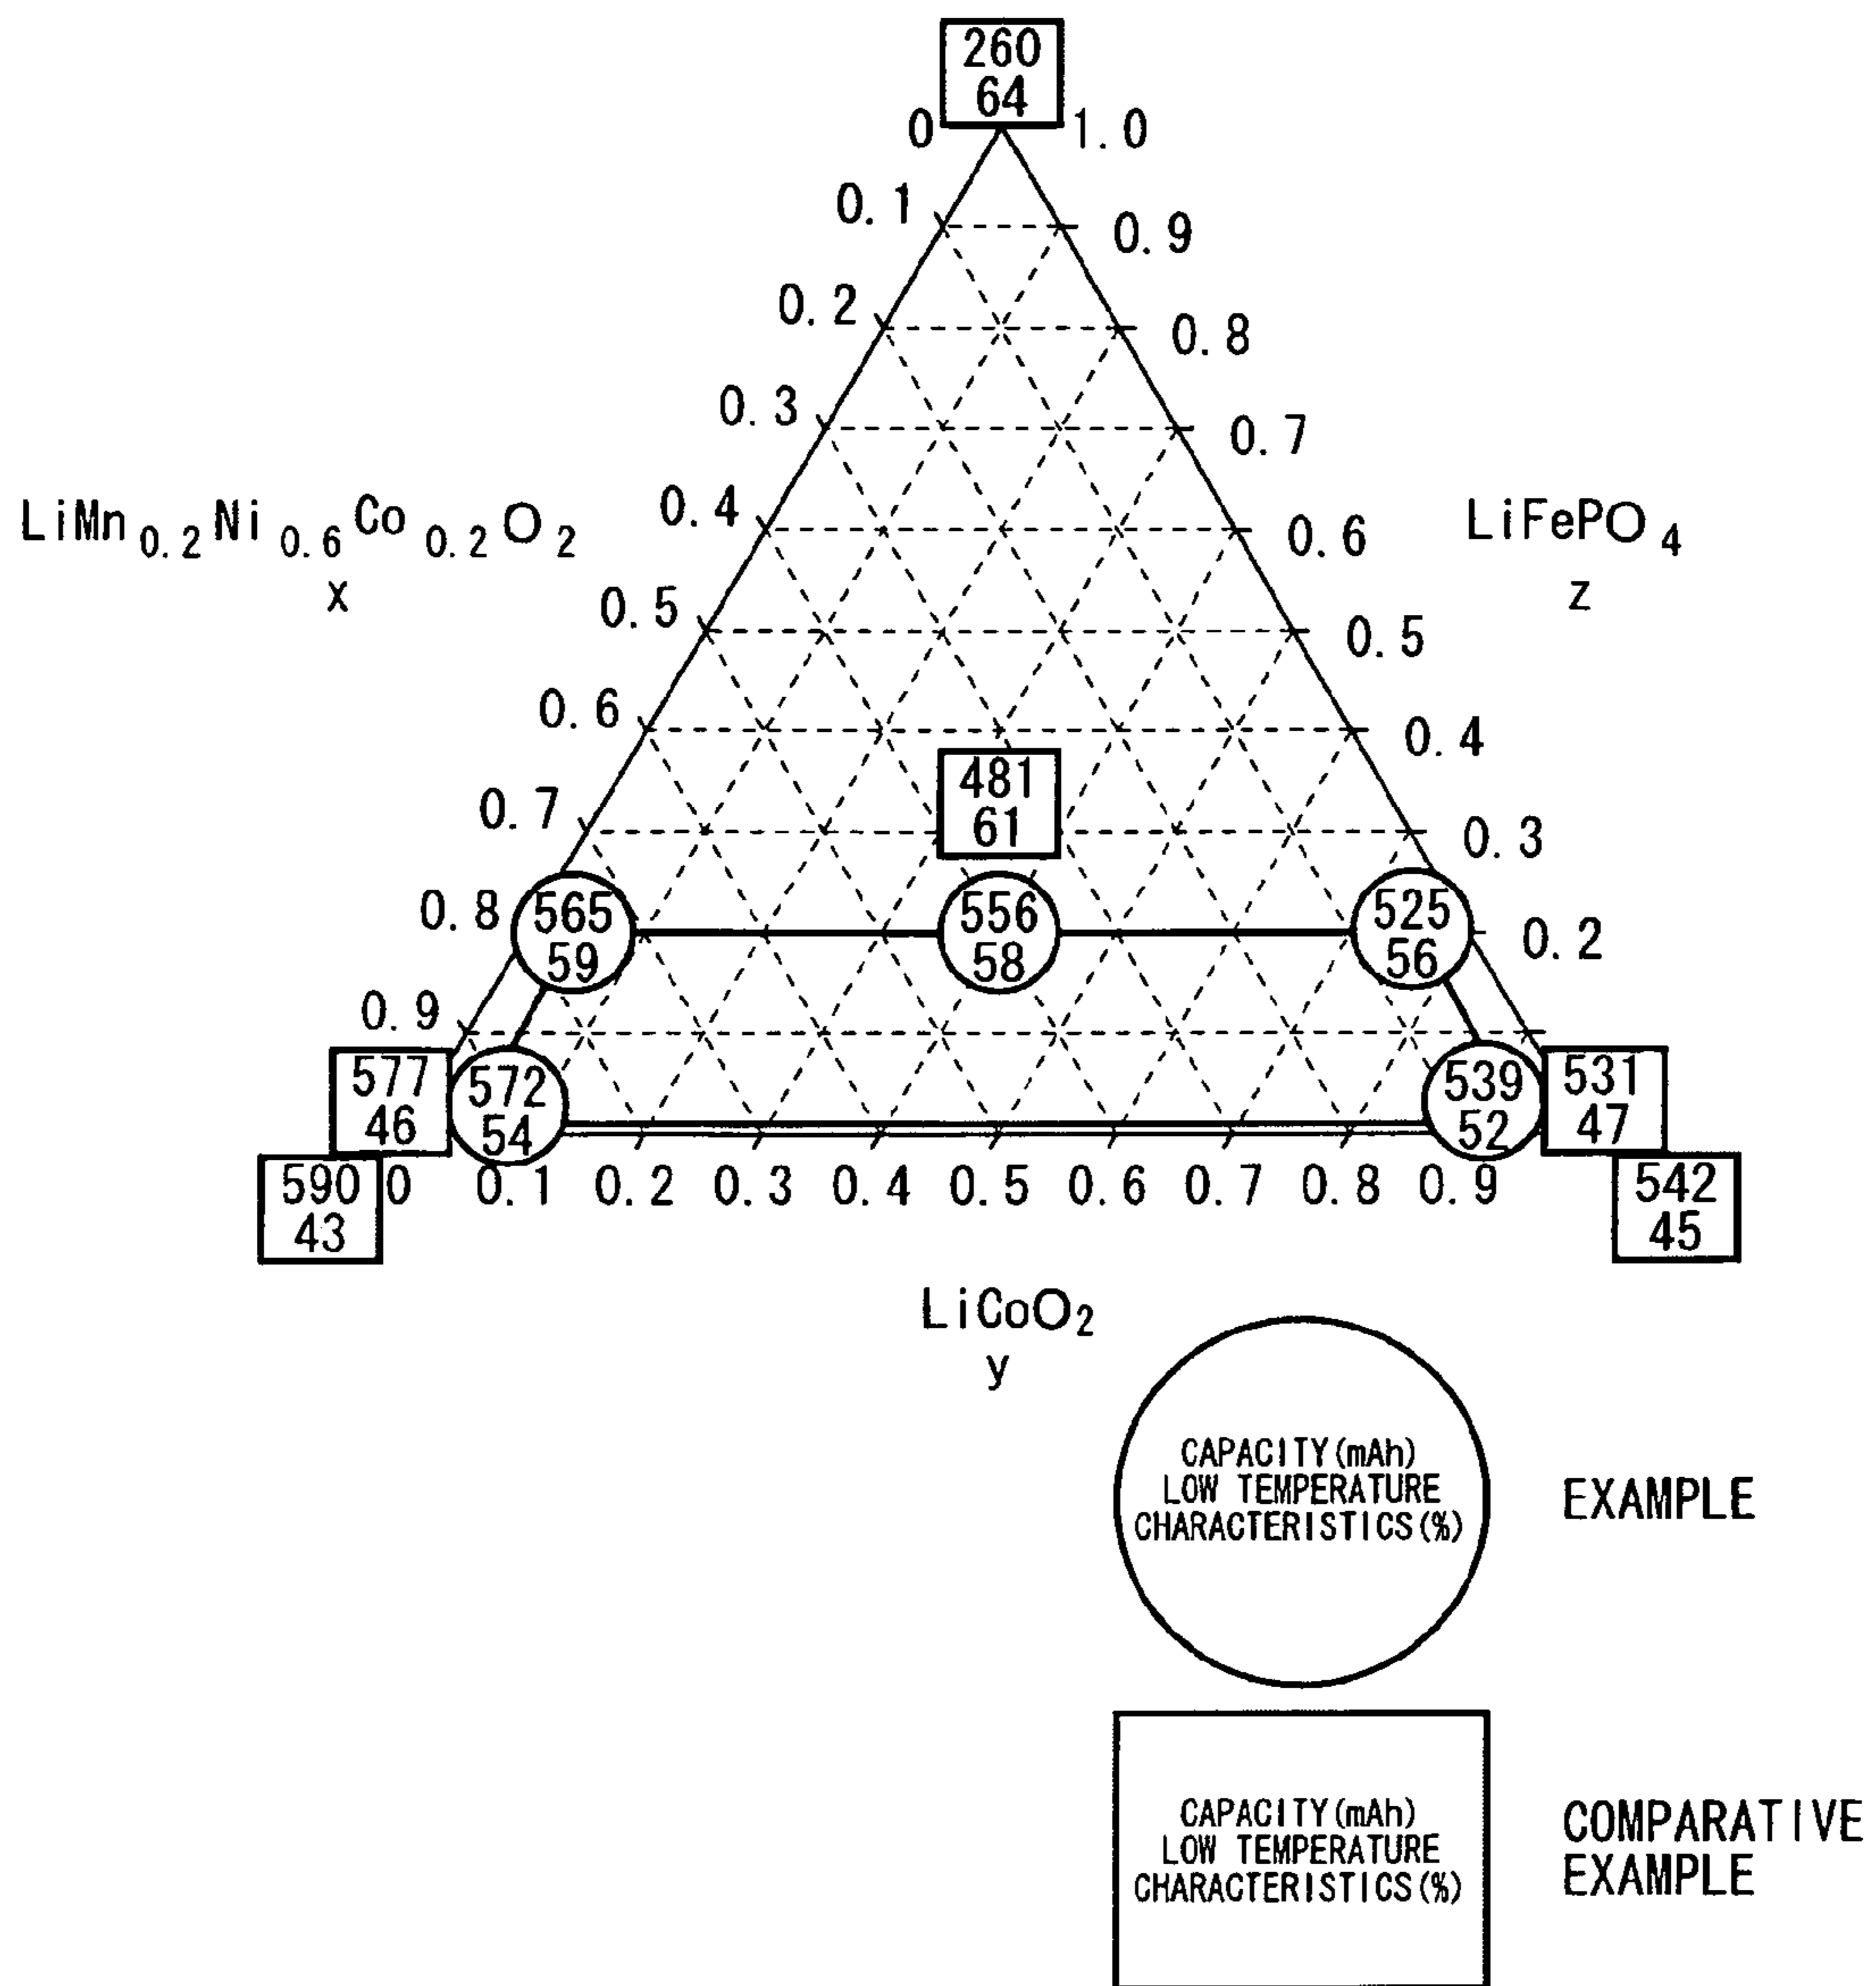 260
64
0 1.0
0.1 0.9
0.2 0.8
0.3 0.7
LiMn0.2Ni0.6Co0.2O2
x
0.4 0.6
LiFePO4
z
0.5 0.5
0.6 0.4
481
61
0.7 0.3
0.8 0.2
565
59
556
58
525
56
0.9
577
46
572
54
539
52
531
47
590
43
0 0.1 0.2 0.3 0.4 0.5 0.6 0.7 0.8 0.9
542
45
LiCoO2
y
CAPACITY(mAh)
LOW TEMPERATURE
CHARACTERISTICS(%)
EXAMPLE
CAPACITY(mAh)
LOW TEMPERATURE
CHARACTERISTICS(%)
COMPARATIVE
EXAMPLE